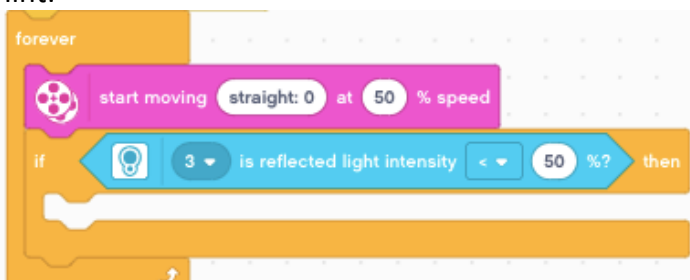 forever
start moving straight: 0 at 50 % speed
if 3 is reflected light intensity < 50 %? then